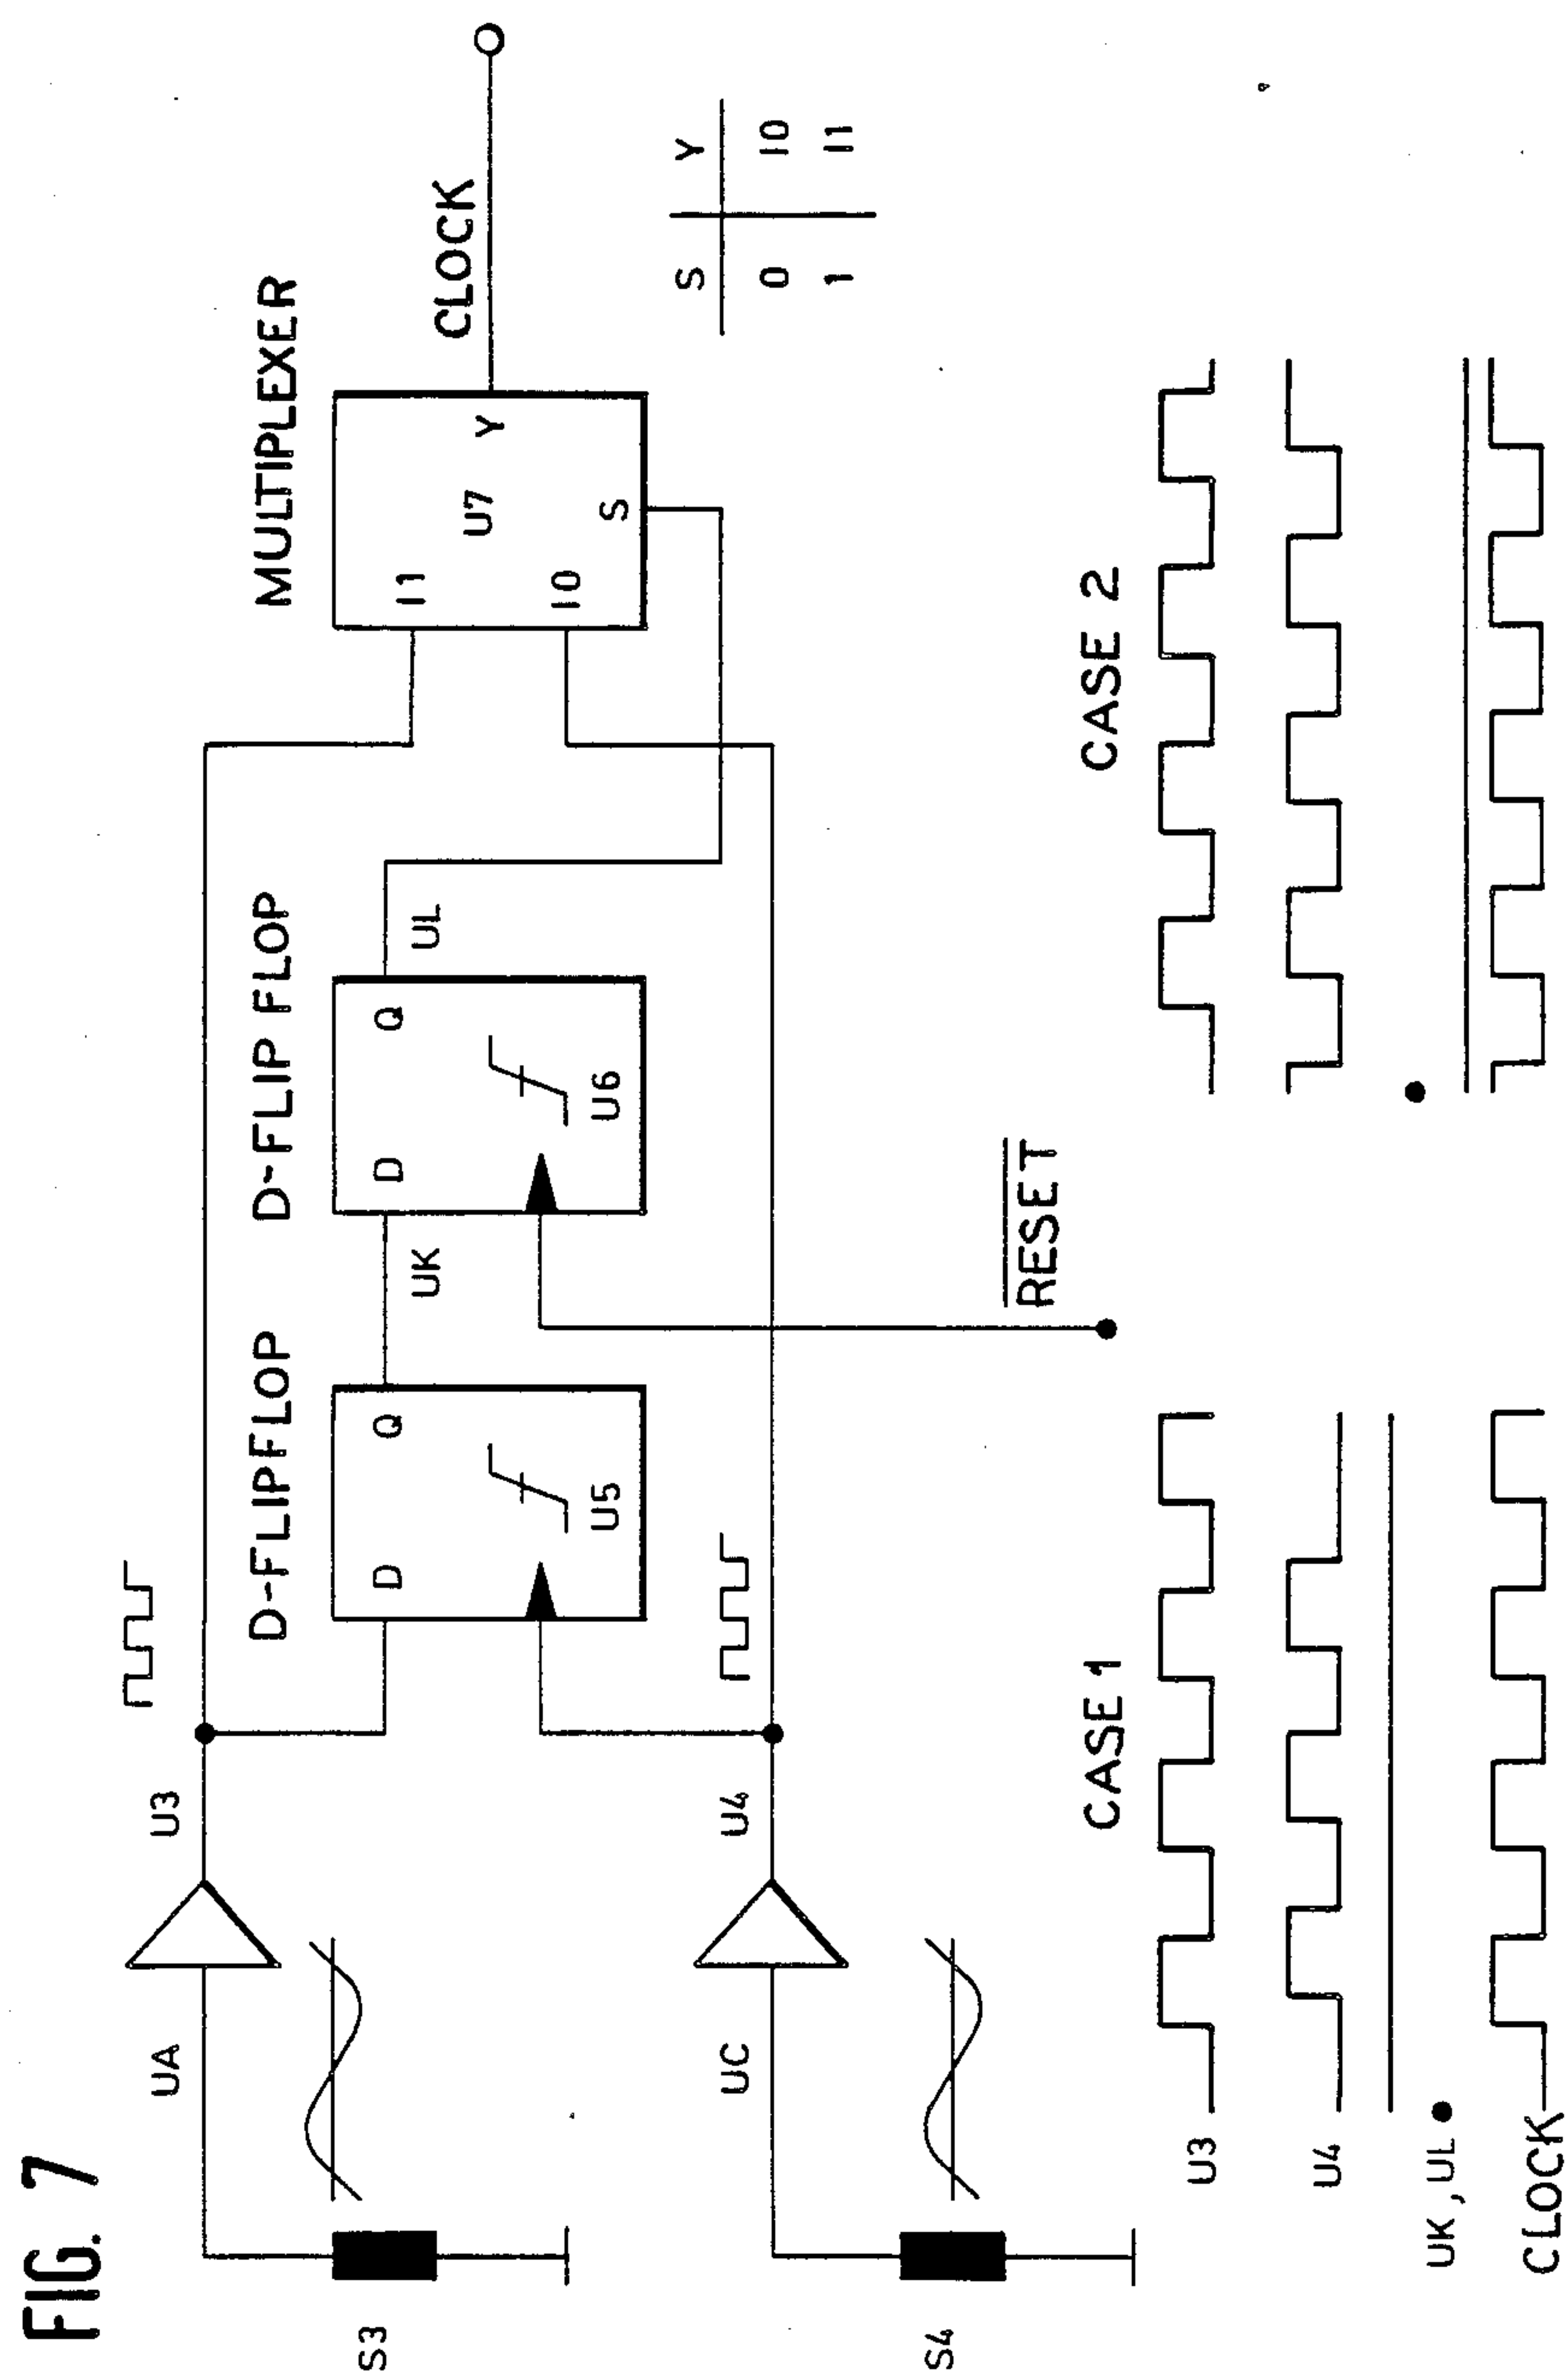 FIG. 7
MULTIPLEXER
D-FLIPFLOP
D-FLIP FLOP
CLOCK
U3
UA
D
Q
UK
D
Q
UL
I1
Y
U7
S3
U5
U6
I0
S
S Y
0 I0
1 I1
U4
UC
S4
RESET
CASE 1
CASE 2
U3
U4
UK, UL
CLOCK